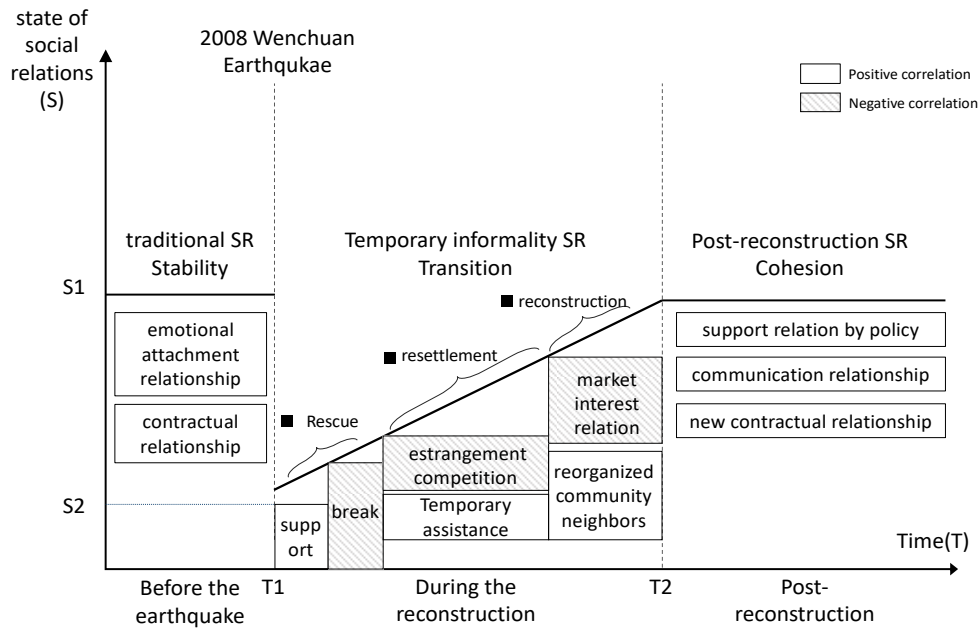 state of
social
relations
(S)
2008 Wenchuan
Earthqukae
Positive correlation
Negative correlation
traditional SR
Stability
Temporary informality SR
Transition
Post-reconstruction SR
Cohesion
S1
emotional
attachment
relationship
contractual
relationship
Rescue
resettlement
reconstruction
support relation by policy
communication relationship
new contractual relationship
market
interest
relation
estrangement
competition
Temporary
assistance
reorganized
community
neighbors
S2
supp
ort
break
Time(T)
Before the
earthquake
T1
During the
reconstruction
T2
Post-
reconstruction